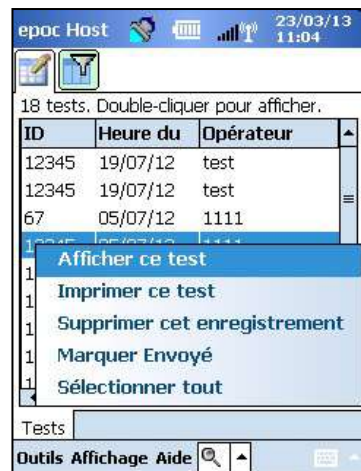 epoc Host 23/03/13
11:04
18 tests. Double-cliquer pour afficher.
ID Heure du Opérateur
12345 19/07/12 test
12345 19/07/12 test
67 05/07/12 1111
Afficher ce test
Imprimer ce test
Supprimer cet enregistrement
Marquer Envoyé
Sélectionner tout
Tests
Outils Affichage Aide